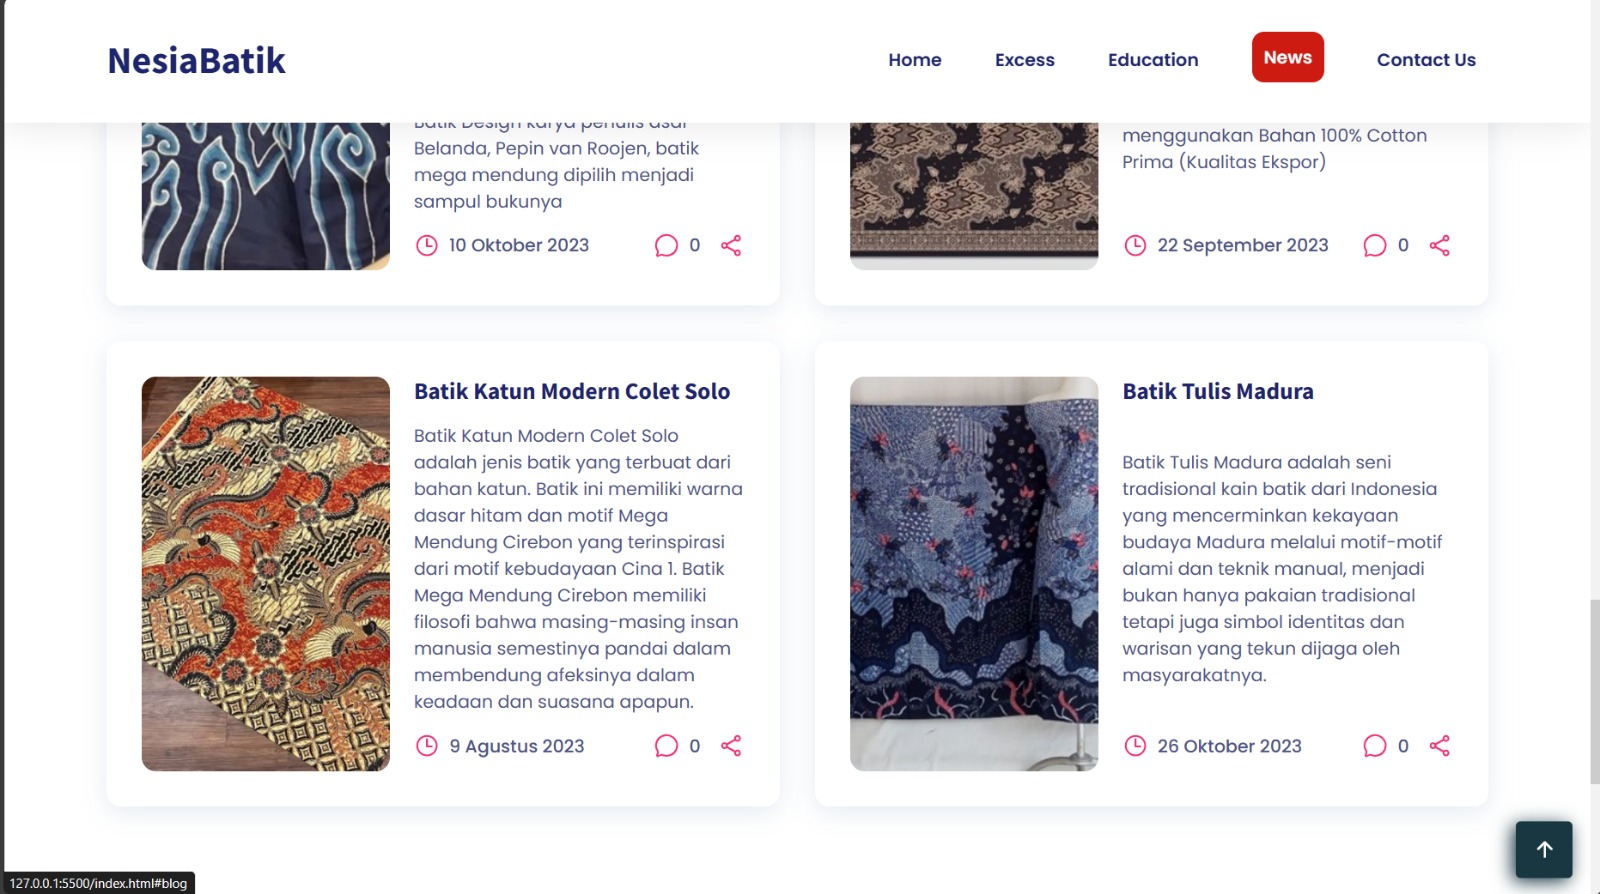 NesiaBatik
Home
Excess
Education
News
Contact Us
Batik Design karya penulis asal
Belanda, Pepin van Roojen, batik
mega mendung dipilih menjadi
sampul bukunya
10 Oktober 2023
0
menggunakan Bahan 100% Cotton
Prima (Kualitas Ekspor)
22 September 2023
0
Batik Katun Modern Colet Solo
Batik Katun Modern Colet Solo
adalah jenis batik yang terbuat dari
bahan katun. Batik ini memiliki warna
dasar hitam dan motif Mega
Mendung Cirebon yang terinspirasi
dari motif kebudayaan Cina 1. Batik
Mega Mendung Cirebon memiliki
filosofi bahwa masing-masing insan
manusia semestinya pandai dalam
membendung afeksinya dalam
keadaan dan suasana apapun.
9 Agustus 2023
0
Batik Tulis Madura
Batik Tulis Madura adalah seni
tradisional kain batik dari Indonesia
yang mencerminkan kekayaan
budaya Madura melalui motif-motif
alami dan teknik manual, menjadi
bukan hanya pakaian tradisional
tetapi juga simbol identitas dan
warisan yang tekun dijaga oleh
masyarakatnya.
26 Oktober 2023
0
127.0.0.1:5500/index.html#blog